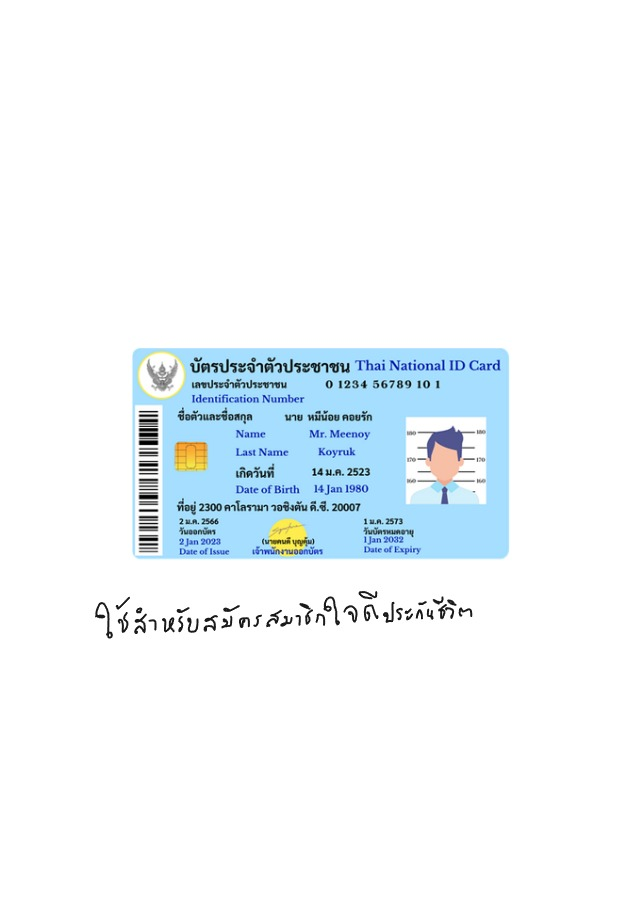 บัตรประจำตัวประชาชน Thai National ID Card
เลขประจำตัวประชาชน 0 1234 56789 10 1
Identification Number
ชื่อตัวและชื่อสกุล นาย หมีน้อย คอยรัก
Name Mr. Meenoy
Last Name Koyruk
เกิดวันที่ 14 ม.ค. 2523
Date of Birth 14 Jan 1980
180 180
170 170
160 160
ที่อยู่ 2300 คาโลรามา วอชิงตัน ดี.ซี. 20007
2 ม.ค. 2566
วันออกบัตร
2 Jan 2023
Date of Issue
(นายคนดี บุญคุ้ม)
เจ้าพนักงานออกบัตร
1 ม.ค. 2573
วันบัตรหมดอายุ
1 Jan 2032
Date of Expiry
ใช้สำหรับสมัครสมาชิกใจดีประกันชีวิต